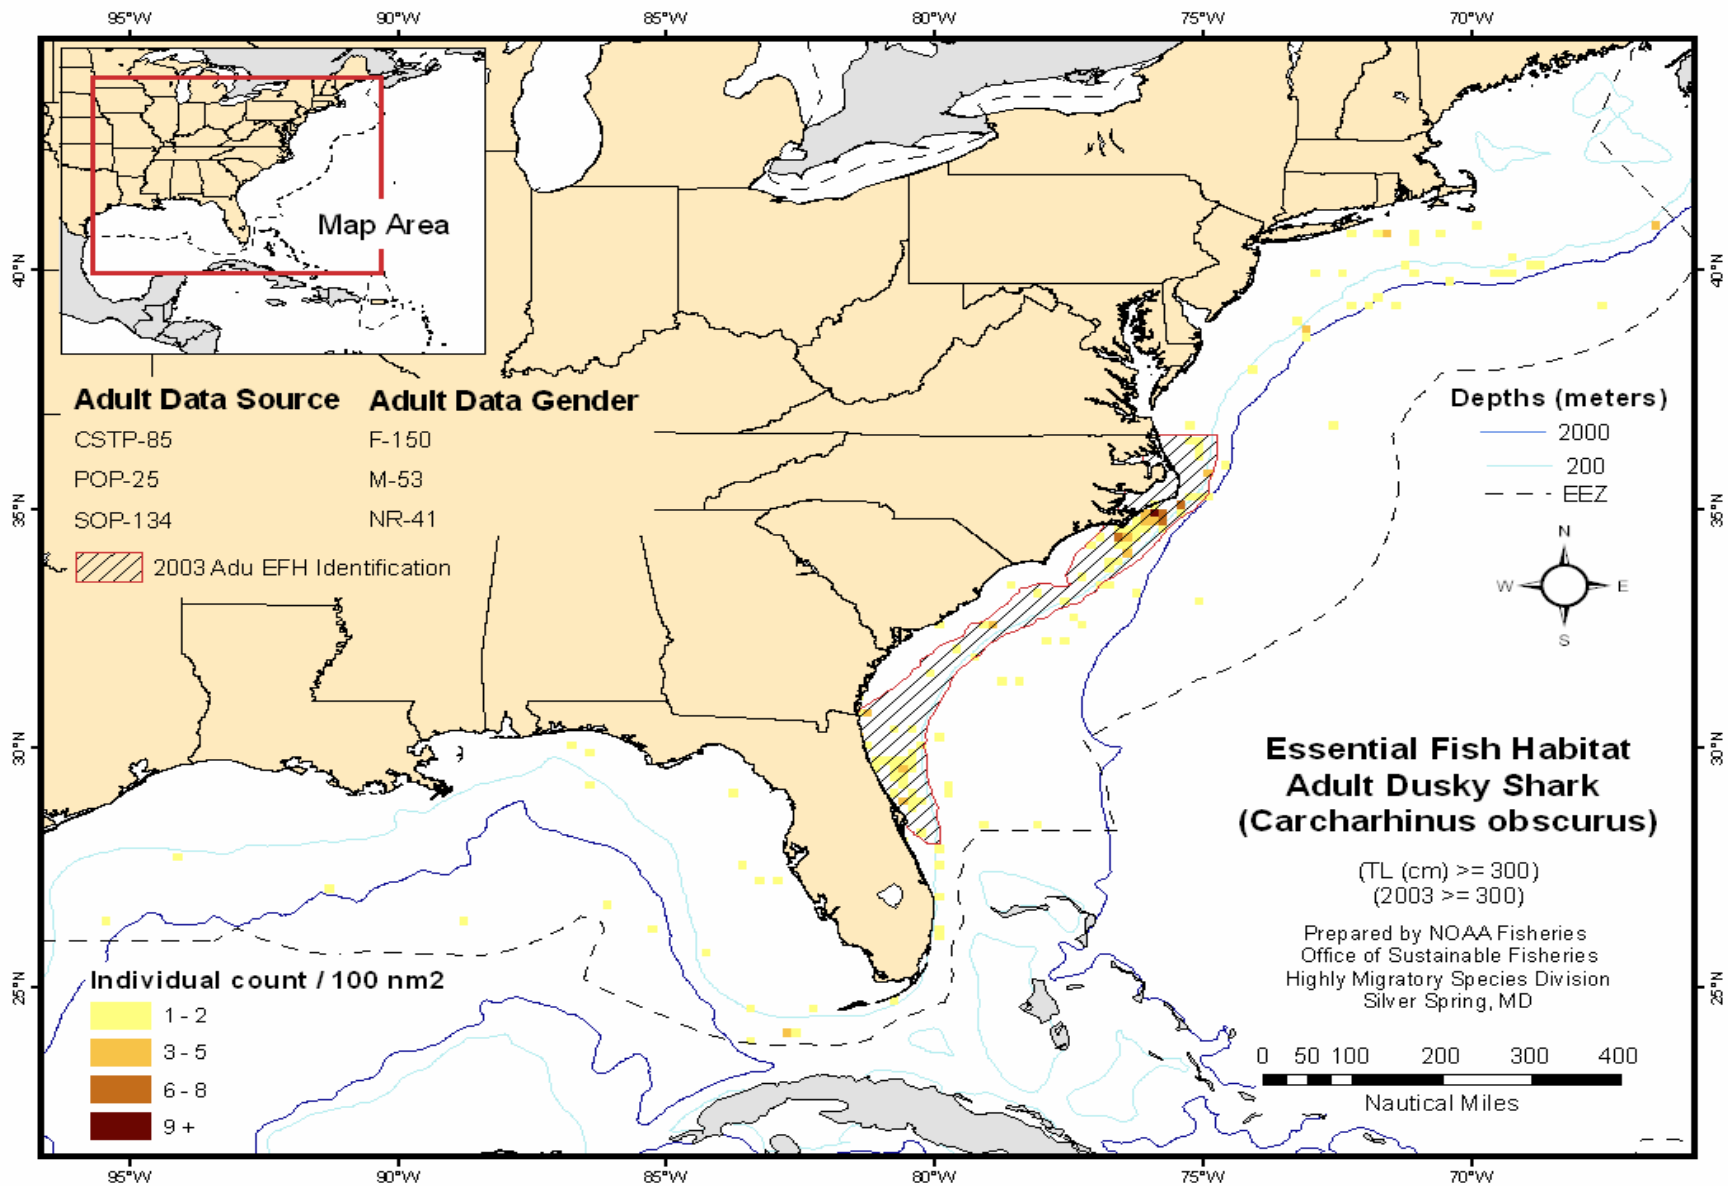 95°W 90°W 85°W 80°W 75°W 70°W
Map Area
40°N 40°N
Adult Data Source Adult Data Gender
CSTP-85 F-150
POP-25 M-53
SOP-134 NR-41
2003 Adu EFH Identification
Depths (meters)
2000
200
EEZ
35°N 35°N
N
W E
S
30°N 30°N
Essential Fish Habitat
Adult Dusky Shark
(Carcharhinus obscurus)
(TL (cm) >= 300)
(2003 >= 300)
Prepared by NOAA Fisheries
Office of Sustainable Fisheries
Highly Migratory Species Division
Silver Spring, MD
25°N 25°N
Individual count / 100 nm2
1 - 2
3 - 5
6 - 8
9 +
0 50 100 200 300 400
Nautical Miles
95°W 90°W 85°W 80°W 75°W 70°W